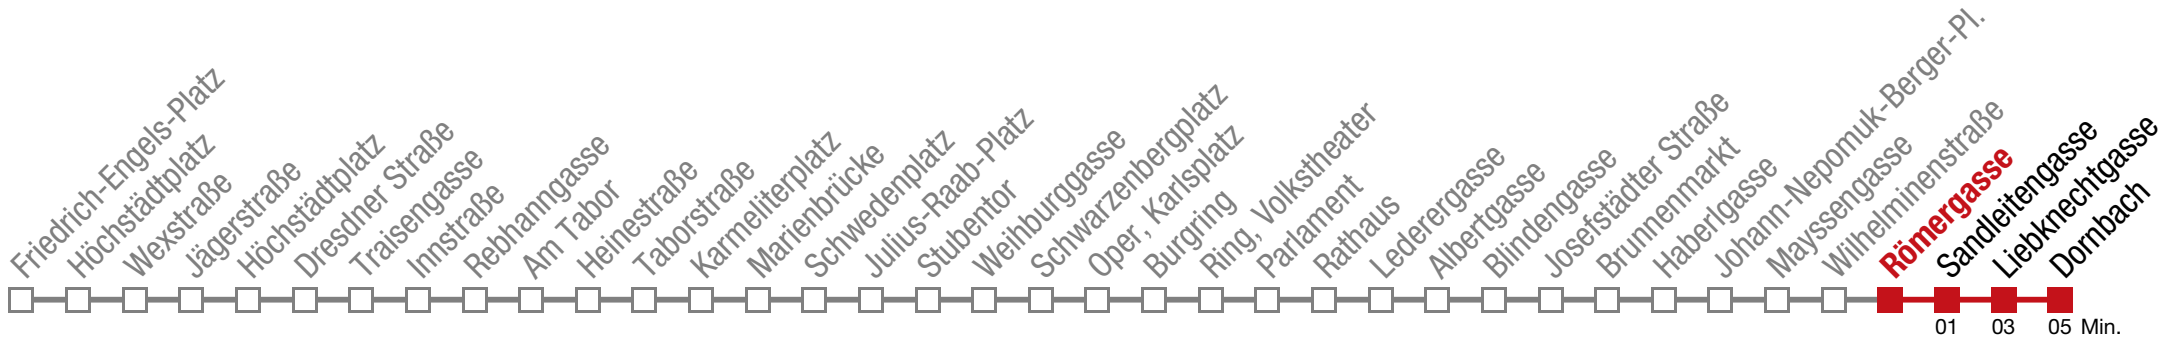 Friedrich-Engels-Platz
Höchstädtplatz
Wexstraße
Jägerstraße
Höchstädtplatz
Dresdner Straße
Traisengasse
Innstraße
Rebhanngasse
Am Tabor
Heinestraße
Taborstraße
Karmeliterplatz
Marienbrücke
Schwedenplatz
Julius-Raab-Platz
Stubentor
Weihburggasse
Schwarzenbergplatz
Oper, Karlsplatz
Burgring
Ring, Volkstheater
Parlament
Rathaus
Lederergasse
Albertgasse
Blindengasse
Josefstädter Straße
Brunnenmarkt
Haberlgasse
Johann-Nepomuk-Berger-Pl.
Mayssengasse
Wilhelminenstraße
Römergasse
Sandleitengasse
Liebknechtgasse
Dornbach
01 03 05 Min.